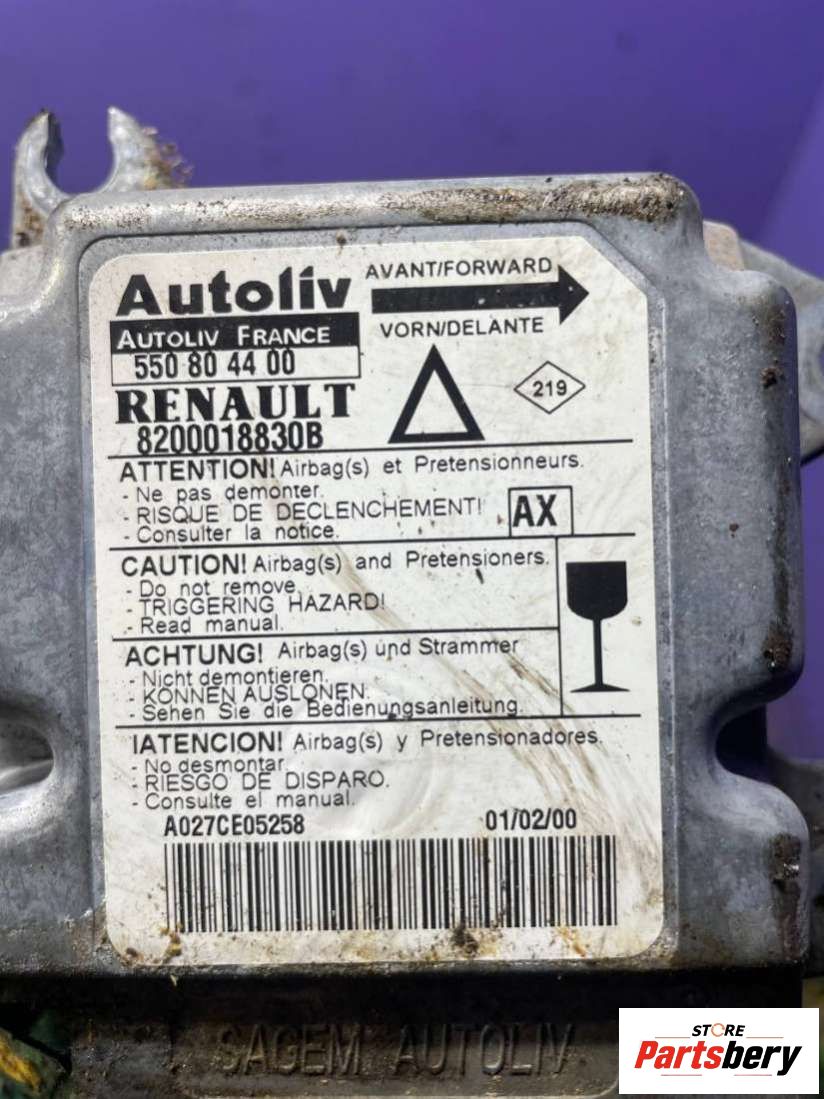 Autoliv
AUTOLIV FRANCE
550 80 44 00
AVANT/FORWARD
VORN/DELANTE
RENAULT
8200018830B
219
ATTENTION! Airbag(s) et Pretensionneurs.
- Ne pas demonter.
- RISQUE DE DECLENCHEMENT!
- Consulter la notice.
AX
CAUTION! Airbag(s) and Pretensioners.
- Do not remove.
- TRIGGERING HAZARD!
- Read manual.
ACHTUNG! Airbag(s) und Strammer
- Nicht demontieren.
- KONNEN AUSLONEN.
- Sehen Sie die Bedienungsanleitung.
IATENCION! Airbag(s) y Pretensionadores.
- No desmontar.
- RIESGO DE DISPARO.
- Consulte el manual.
A027CE05258 01/02/00
SAGEM AUTOLIV
STORE
Partsbery